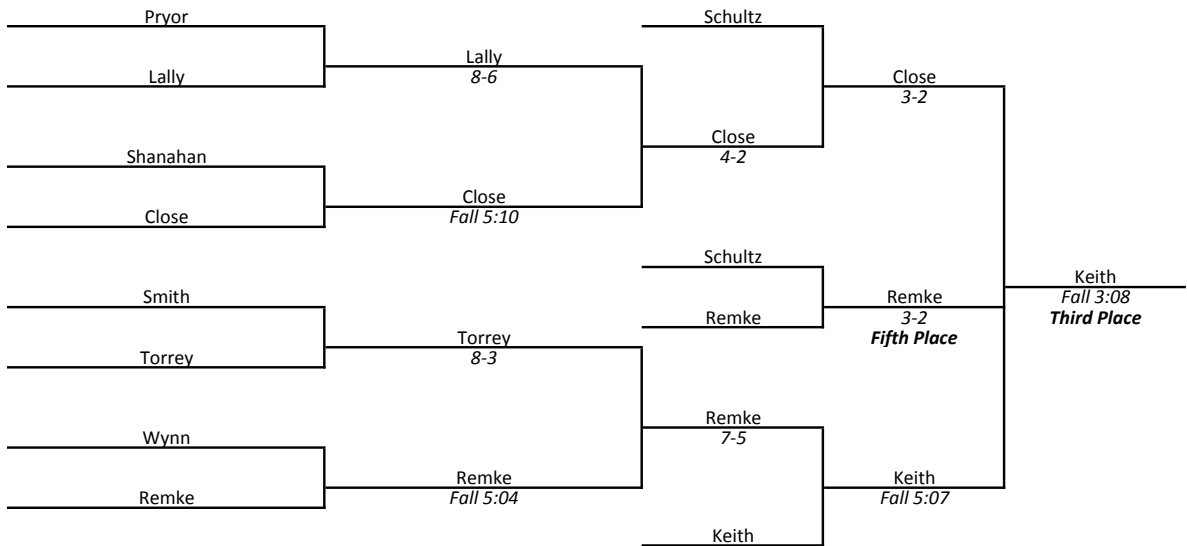 Pryor
Schultz
Lally
8-6
Lally
Close
3-2
Close
4-2
Shanahan
Close
Fall 5:10
Close
Schultz
Keith
Fall 3:08
Third Place
Smith
Remke
3-2
Fifth Place
Remke
Torrey
8-3
Torrey
Remke
7-5
Wynn
Remke
Fall 5:04
Keith
Fall 5:07
Remke
Keith